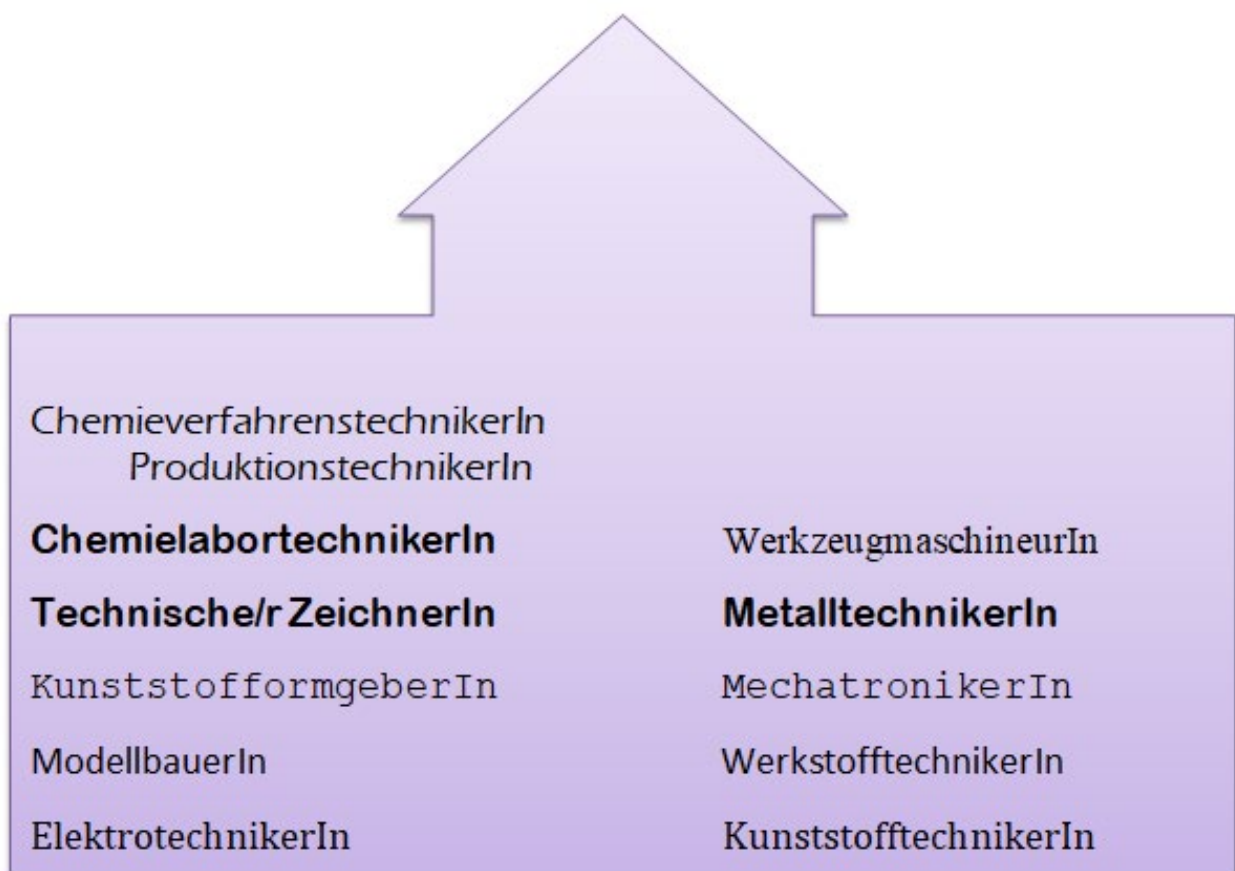 ChemieverfahrenstechnikerIn
ProduktionstechnikerIn
ChemielabortechnikerIn
WerkzeugmaschineurIn
Technische/r ZeichnerIn
MetalltechnikerIn
KunststofformgeberIn
MechatronikerIn
ModellbauerIn
WerkstofftechnikerIn
ElektrotechnikerIn
KunststofftechnikerIn